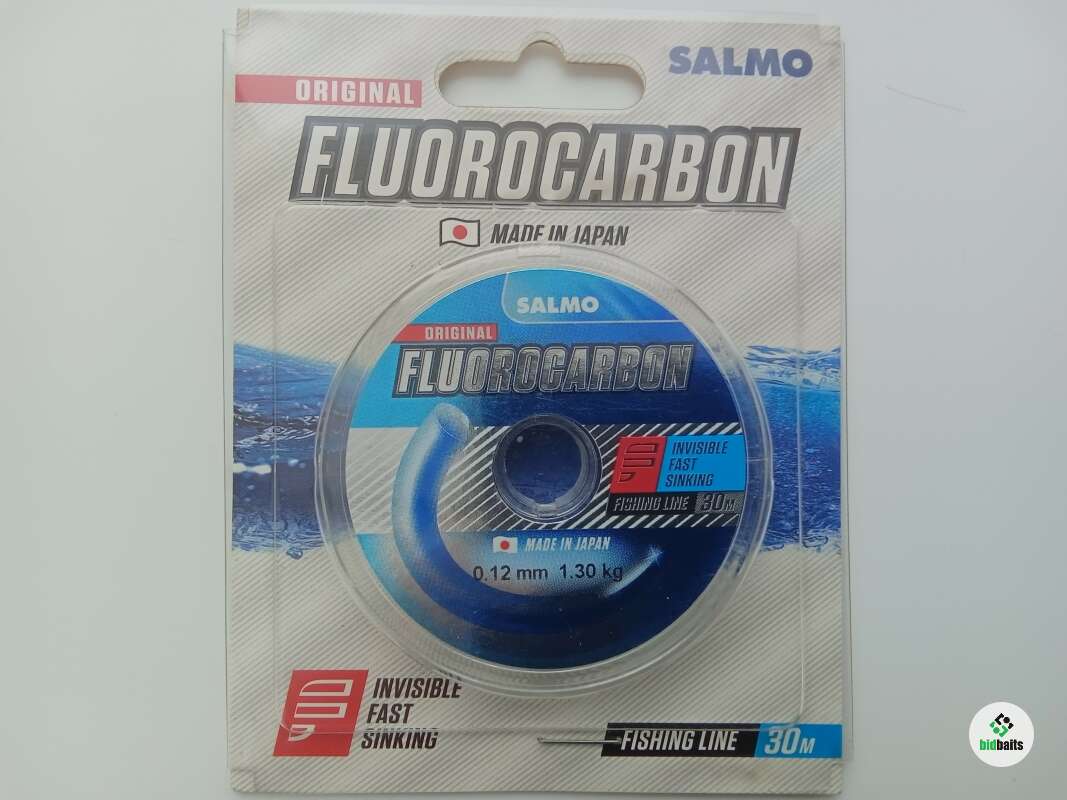 SALMO
ORIGINAL
FLUOROCARBON
MADE IN JAPAN
SALMO
ORIGINAL
FLUOROCARBON
INVISIBLE
FAST
SINKING
FISHING LINE 30M
MADE IN JAPAN
0.12 mm 1.30 kg
INVISIBLE
FAST
SINKING
FISHING LINE 30M
bidbaits